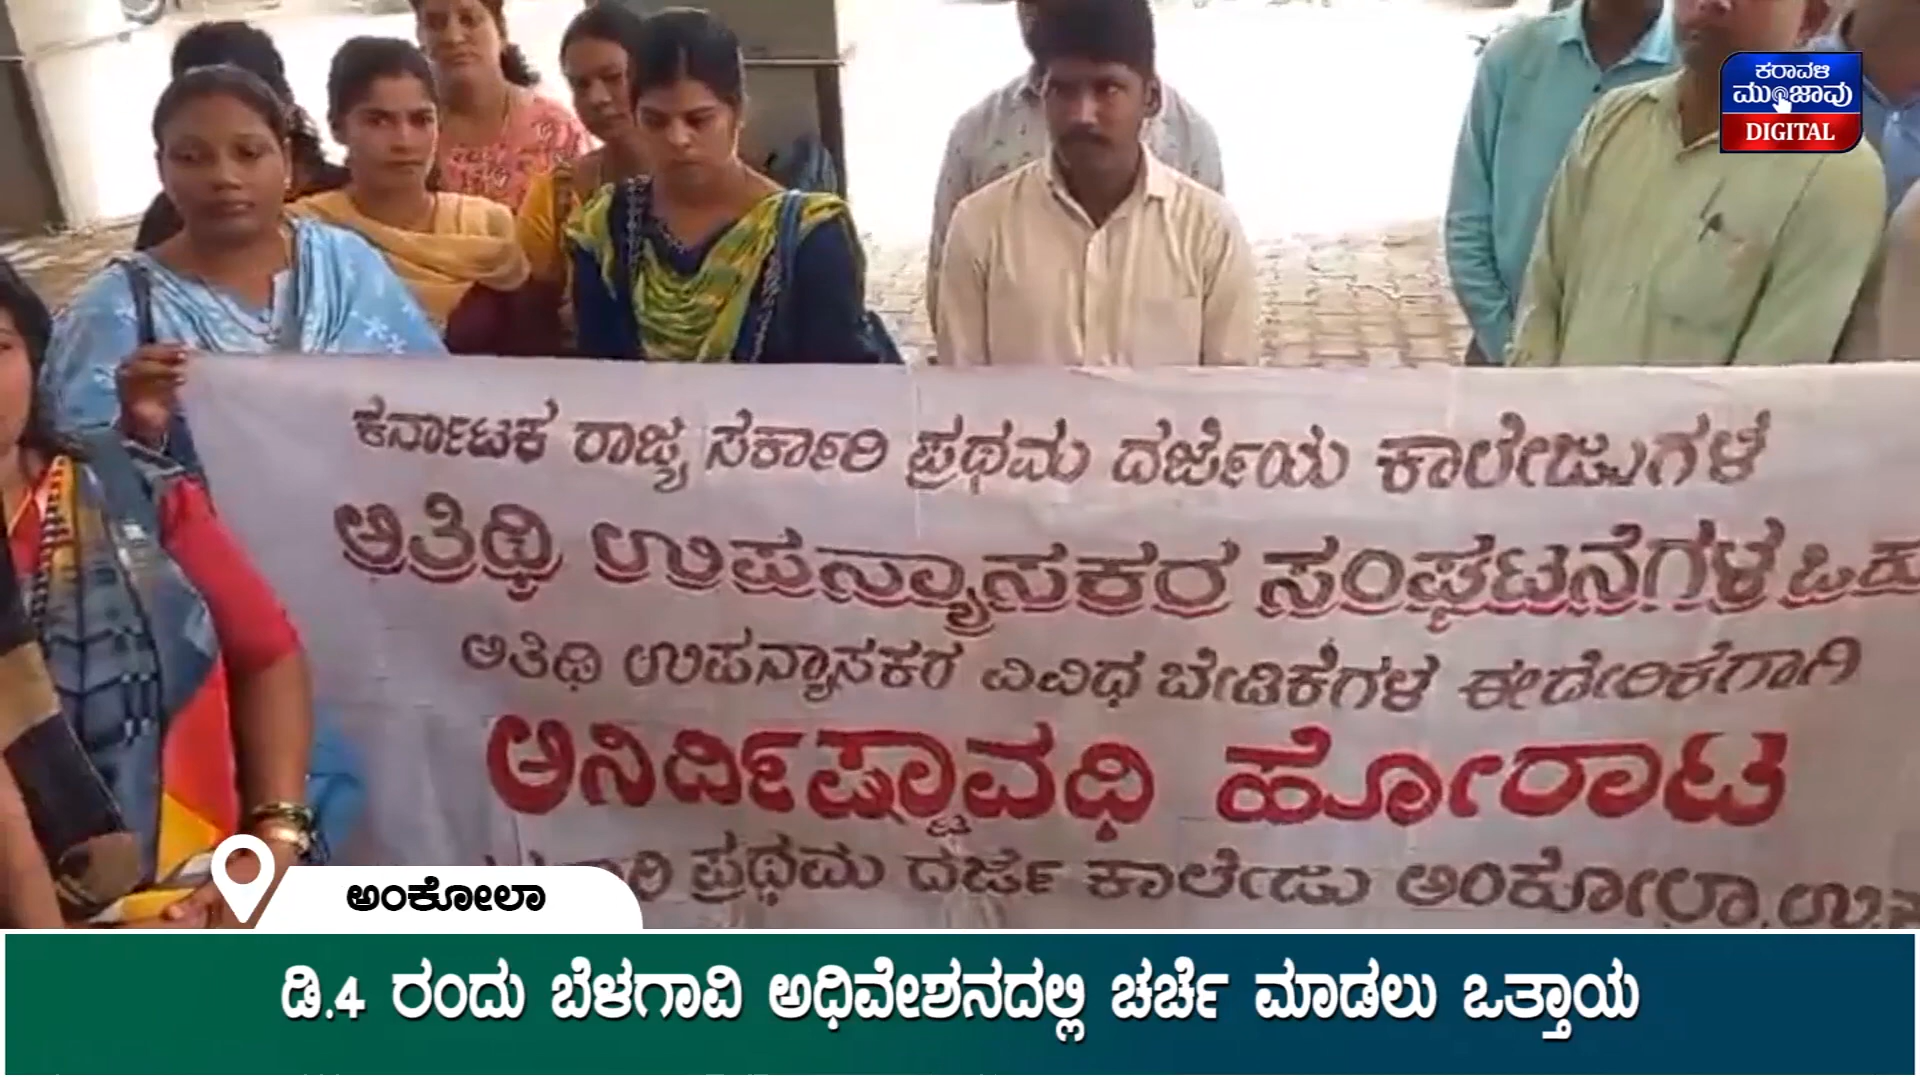 ಕರಾವಳಿ
ಮುಂಜಾವು
DIGITAL
ಕರ್ನಾಟಕ ರಾಜ್ಯ ಸರ್ಕಾರಿ ಪ್ರಥಮ ದರ್ಜೆಯ ಕಾಲೇಜುಗಳ
ಅತಿಥಿ ಉಪನ್ಯಾಸಕರ ಸಂಘಟನೆಗಳ
ಅತಿಥಿ ಉಪನ್ಯಾಸಕರ ವಿವಿಧ ಬೇಡಿಕೆಗಳ ಈಡೇರಿಕೆಗಾಗಿ
ಅನಿರ್ದಿಷ್ಟಾವಧಿ ಹೋರಾಟ
ಪ್ರಥಮ ದರ್ಜೆ ಕಾಲೇಜು ಅಂಕೋಲಾ,
ಅಂಕೋಲಾ
ಡಿ.4 ರಂದು ಬೆಳಗಾವಿ ಅಧಿವೇಶನದಲ್ಲಿ ಚರ್ಚೆ ಮಾಡಲು ಒತ್ತಾಯ